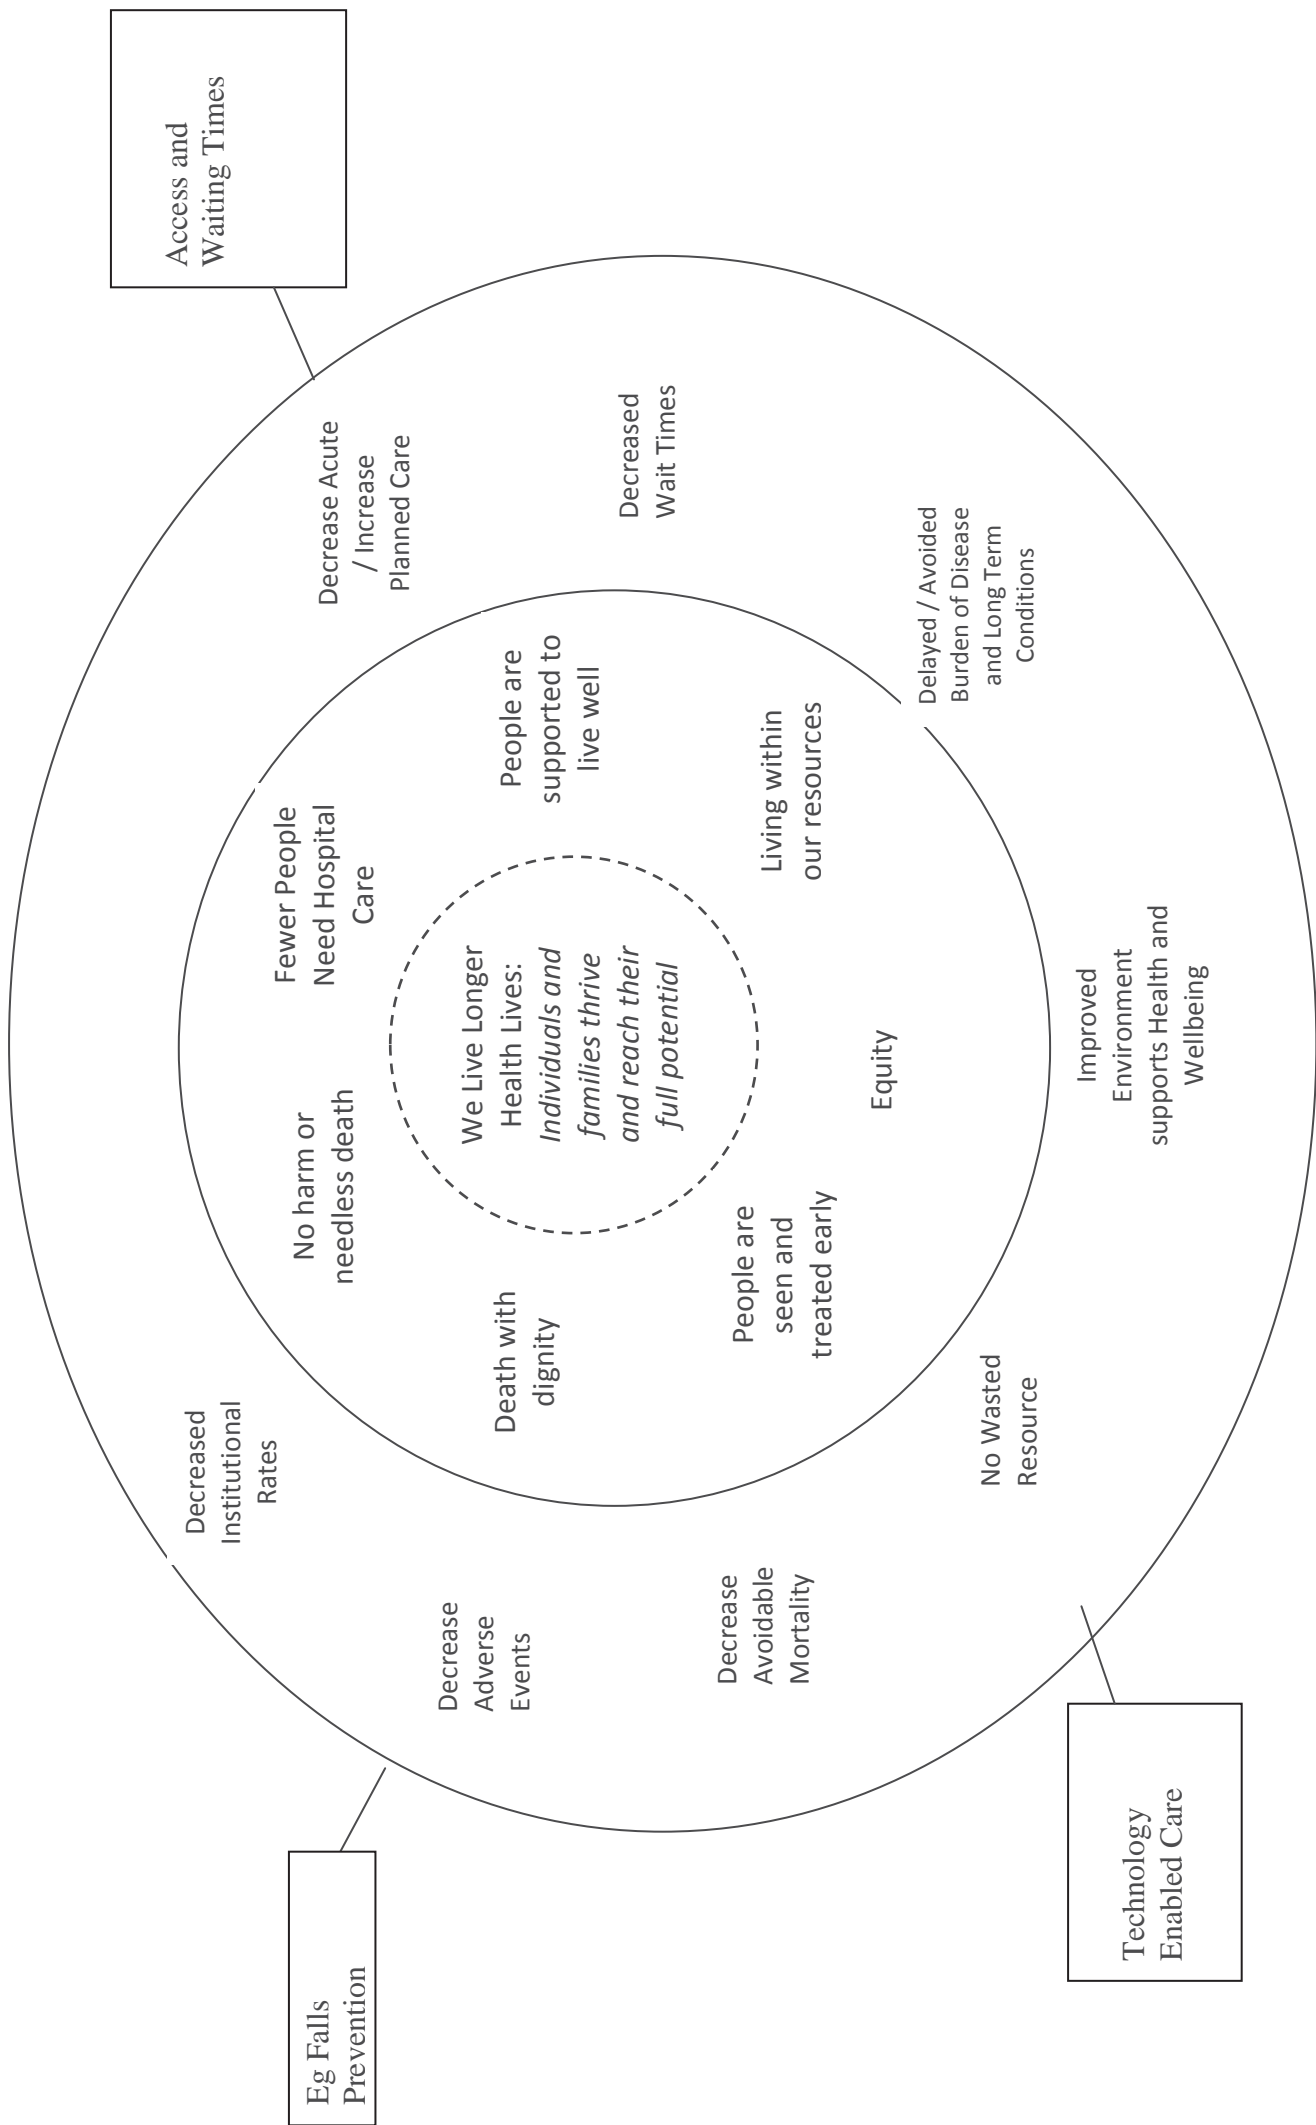 Access and
Waiting Times
Eg Falls
Prevention
Technology
Enabled Care
Decreased
Institutional
Rates
Decrease Acute
/ Increase
Planned Care
Decrease
Adverse
Events
Decreased
Wait Times
Decrease
Avoidable
Mortality
Delayed / Avoided
Burden of Disease
and Long Term
Conditions
No Wasted
Resource
Improved
Environment
supports Health and
Wellbeing
No harm or
needless death
Fewer People
Need Hospital
Care
Death with
dignity
People are
supported to
live well
People are
seen and
treated early
Living within
our resources
Equity
We Live Longer
Health Lives:
Individuals and
families thrive
and reach their
full potential